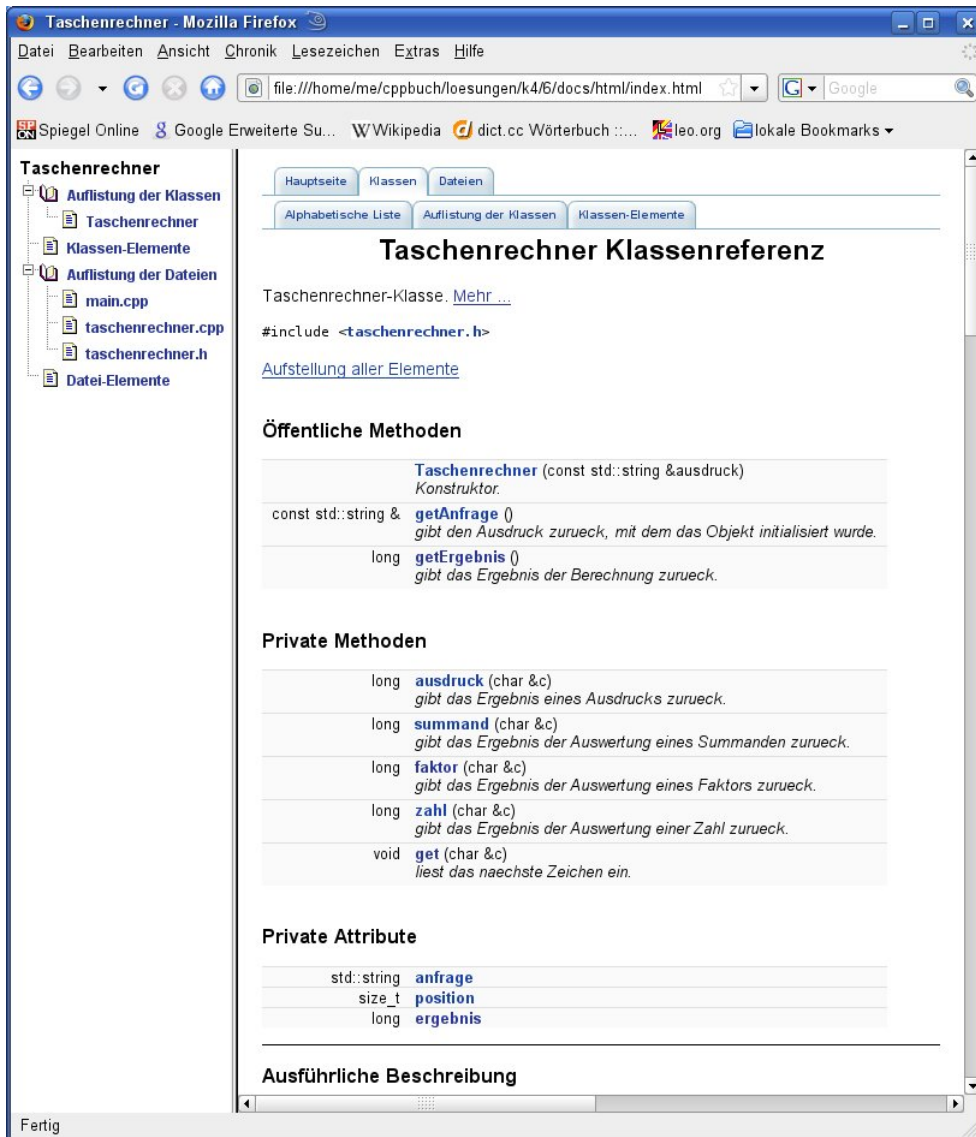 Taschenrechner - Mozilla Firefox
Datei Bearbeiten Ansicht Chronik Lesezeichen Extras Hilfe
file:///home/me/cppbuch/loesungen/k4/6/docs/html/index.html
G Google
Spiegel Online Google Erweiterte Su... Wikipedia dict.cc Wörterbuch ::... leo.org lokale Bookmarks
Taschenrechner
Auflistung der Klassen
Taschenrechner
Klassen-Elemente
Auflistung der Dateien
main.cpp
taschenrechner.cpp
taschenrechner.h
Datei-Elemente
Hauptseite Klassen Dateien
Alphabetische Liste Auflistung der Klassen Klassen-Elemente
Taschenrechner Klassenreferenz
Taschenrechner-Klasse. Mehr ...
#include <taschenrechner.h>
Aufstellung aller Elemente
Öffentliche Methoden
Taschenrechner (const std::string &ausdruck)
Konstruktor.
const std::string & getAnfrage ()
gibt den Ausdruck zurueck, mit dem das Objekt initialisiert wurde.
long getErgebnis ()
gibt das Ergebnis der Berechnung zurueck.
Private Methoden
long ausdruck (char &c)
gibt das Ergebnis eines Ausdrucks zurueck.
long summand (char &c)
gibt das Ergebnis der Auswertung eines Summanden zurueck.
long faktor (char &c)
gibt das Ergebnis der Auswertung eines Faktors zurueck.
long zahl (char &c)
gibt das Ergebnis der Auswertung einer Zahl zurueck.
void get (char &c)
liest das naechste Zeichen ein.
Private Attribute
std::string anfrage
size_t position
long ergebnis
Ausführliche Beschreibung
Fertig